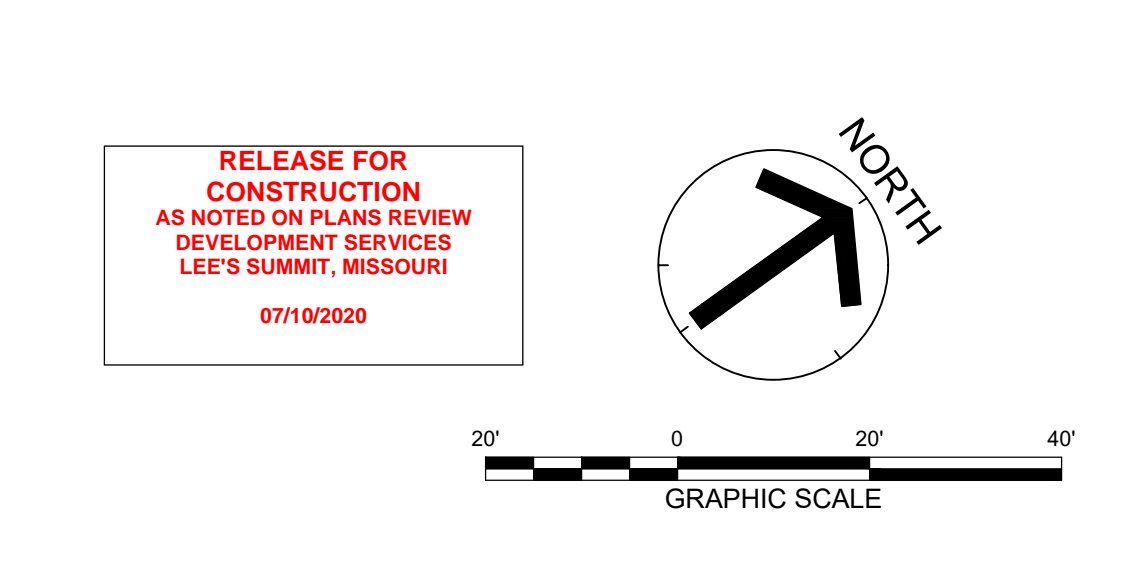 RELEASE FOR
CONSTRUCTION
AS NOTED ON PLANS REVIEW
DEVELOPMENT SERVICES
LEE'S SUMMIT, MISSOURI
07/10/2020
NORTH
20' 0 20' 40'
GRAPHIC SCALE